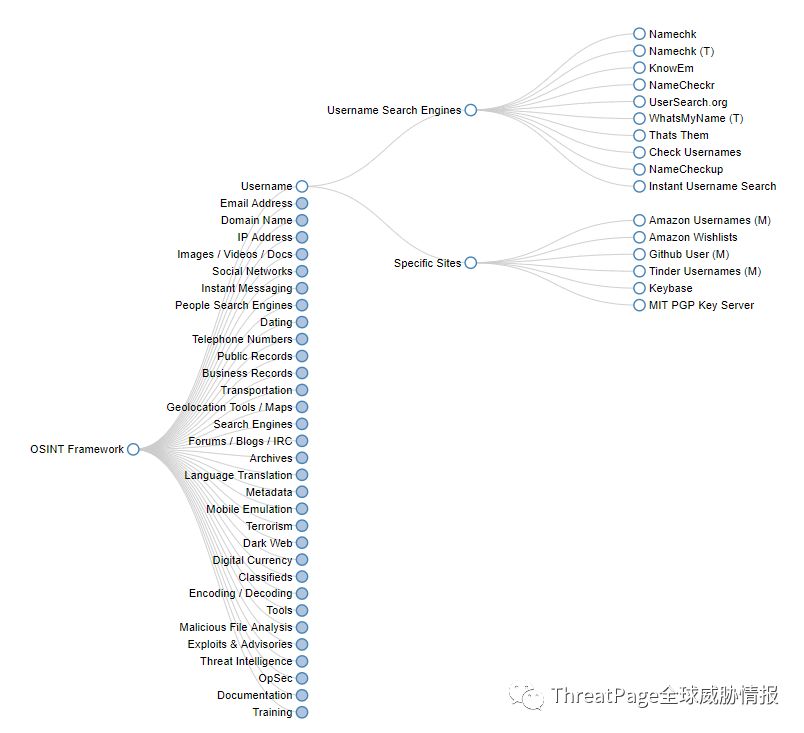 OSINT Framework
Username
Email Address
Domain Name
IP Address
Images / Videos / Docs
Social Networks
Instant Messaging
People Search Engines
Dating
Telephone Numbers
Public Records
Business Records
Transportation
Geolocation Tools / Maps
Search Engines
Forums / Blogs / IRC
Archives
Language Translation
Metadata
Mobile Emulation
Terrorism
Dark Web
Digital Currency
Classifieds
Encoding / Decoding
Tools
Malicious File Analysis
Exploits & Advisories
Threat Intelligence
OpSec
Documentation
Training
Username Search Engines
Namechk
Namechk (T)
KnowEm
NameCheckr
UserSearch.org
WhatsMyName (T)
Thats Them
Check Usernames
NameCheckup
Instant Username Search
Specific Sites
Amazon Usernames (M)
Amazon Wishlists
Github User (M)
Tinder Usernames (M)
Keybase
MIT PGP Key Server
ThreatPage全球威胁情报